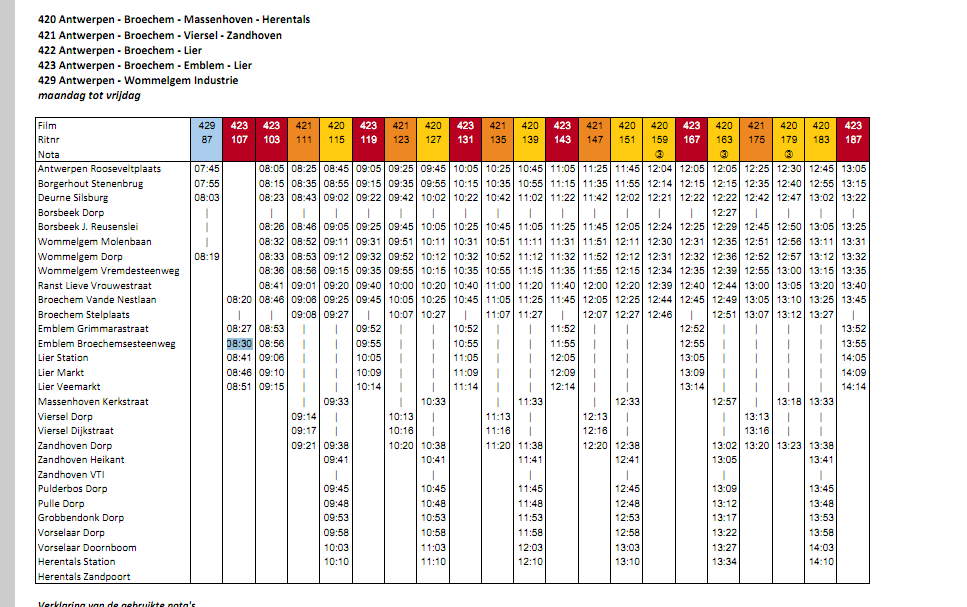 420 Antwerpen - Broechem - Massenhoven - Herentals
421 Antwerpen - Broechem - Viersel - Zandhoven
422 Antwerpen - Broechem - Lier
423 Antwerpen - Broechem - Emblem - Lier
429 Antwerpen - Wommelgem Industrie
maandag tot vrijdag
Film 429 423 423 421 420 423 421 420 423 421 420 423 421 420 420 423 420 421 420 420 423
Ritnr 87 107 103 111 115 119 123 127 131 135 139 143 147 151 159 167 163 175 179 183 187
Nota ② ② ②
Antwerpen Rooseveltplaats 07:45 08:05 08:25 08:45 09:05 09:25 09:45 10:05 10:25 10:45 11:05 11:25 11:45 12:04 12:05 12:05 12:25 12:30 12:45 13:05
Borgerhout Stenenbrug 07:55 08:15 08:35 08:55 09:15 09:35 09:55 10:15 10:35 10:55 11:15 11:35 11:55 12:14 12:15 12:15 12:35 12:40 12:55 13:15
Deurne Silsburg 08:03 08:23 08:43 09:02 09:22 09:42 10:02 10:22 10:42 11:02 11:22 11:42 12:02 12:21 12:22 12:22 12:42 12:47 13:02 13:22
Borsbeek Dorp 12:27
Borsbeek J. Reusenslei 08:26 08:46 09:05 09:25 09:45 10:05 10:25 10:45 11:05 11:25 11:45 12:05 12:24 12:25 12:29 12:45 12:50 13:05 13:25
Wommelgem Molenbaan 08:32 08:52 09:11 09:31 09:51 10:11 10:31 10:51 11:11 11:31 11:51 12:11 12:30 12:31 12:35 12:51 12:56 13:11 13:31
Wommelgem Dorp 08:19 08:33 08:53 09:12 09:32 09:52 10:12 10:32 10:52 11:12 11:32 11:52 12:12 12:31 12:32 12:36 12:52 12:57 13:12 13:32
Wommelgem Vremdesteenweg 08:36 08:56 09:15 09:35 09:55 10:15 10:35 10:55 11:15 11:35 11:55 12:15 12:34 12:35 12:39 12:55 13:00 13:15 13:35
Ranst Lieve Vrouwestraat 08:41 09:01 09:20 09:40 10:00 10:20 10:40 11:00 11:20 11:40 12:00 12:20 12:39 12:40 12:44 13:00 13:05 13:20 13:40
Broechem Vande Nestlaan 08:20 08:46 09:06 09:25 09:45 10:05 10:25 10:45 11:05 11:25 11:45 12:05 12:25 12:44 12:45 12:49 13:05 13:10 13:25 13:45
Broechem Stelplaats 09:08 09:27 10:07 10:27 11:07 11:27 12:07 12:27 12:46 12:51 13:07 13:12 13:27
Emblem Grimmarastraat 08:27 08:53 09:52 10:52 11:52 12:52 13:52
Emblem Broechemsesteenweg 08:30 08:56 09:55 10:55 11:55 12:55 13:55
Lier Station 08:41 09:06 10:05 11:05 12:05 13:05 14:05
Lier Markt 08:46 09:10 10:09 11:09 12:09 13:09 14:09
Lier Veemarkt 08:51 09:15 10:14 11:14 12:14 13:14 14:14
Massenhoven Kerkstraat 09:33 10:33 11:33 12:33 12:57 13:18 13:33
Viersel Dorp 09:14 10:13 11:13 12:13 13:13
Viersel Dijkstraat 09:17 10:16 11:16 12:16 13:16
Zandhoven Dorp 09:21 09:38 10:20 10:38 11:20 11:38 12:20 12:38 13:02 13:20 13:23 13:38
Zandhoven Heikant 09:41 10:41 11:41 12:41 13:05 13:41
Zandhoven VTI
Pulderbos Dorp 09:45 10:45 11:45 12:45 13:09 13:45
Pulle Dorp 09:48 10:48 11:48 12:48 13:12 13:48
Grobbendonk Dorp 09:53 10:53 11:53 12:53 13:17 13:53
Vorselaar Dorp 09:58 10:58 11:58 12:58 13:22 13:58
Vorselaar Doornboom 10:03 11:03 12:03 13:03 13:27 14:03
Herentals Station 10:10 11:10 12:10 13:10 13:34 14:10
Herentals Zandpoort
Verklaring van de gebruikte nota's